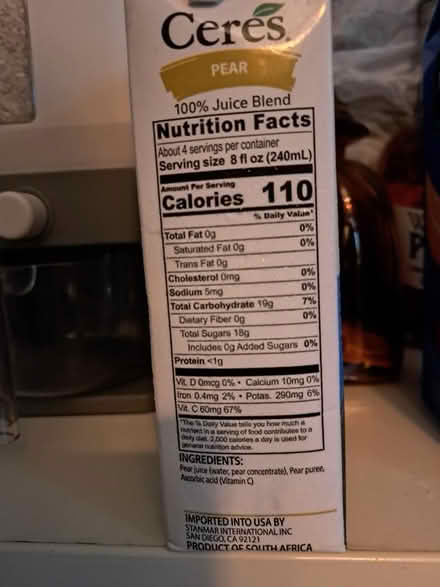 Ceres
PEAR
100% Juice Blend
Nutrition Facts
About 4 servings per container
Serving size 8 fl oz (240mL)
Amount Per Serving
Calories 110
% Daily Value*
Total Fat 0g 0%
Saturated Fat 0g 0%
Trans Fat 0g
Cholesterol 0mg 0%
Sodium 5mg 0%
Total Carbohydrate 19g 7%
Dietary Fiber 0g 0%
Total Sugars 18g
Includes 0g Added Sugars 0%
Protein <1g
Vit. D 0mcg 0% • Calcium 10mg 0%
Iron 0.4mg 2% • Potas. 290mg 6%
Vit. C 60mg 67%
*The % Daily Value tells you how much a
nutrient in a serving of food contributes to a
daily diet. 2,000 calories a day is used for
general nutrition advice.
INGREDIENTS:
Pear juice (water, pear concentrate), Pear puree,
Ascorbic acid (Vitamin C)
IMPORTED INTO USA BY
STANMAR INTERNATIONAL INC
SAN DIEGO, CA 92121
PRODUCT OF SOUTH AFRICA